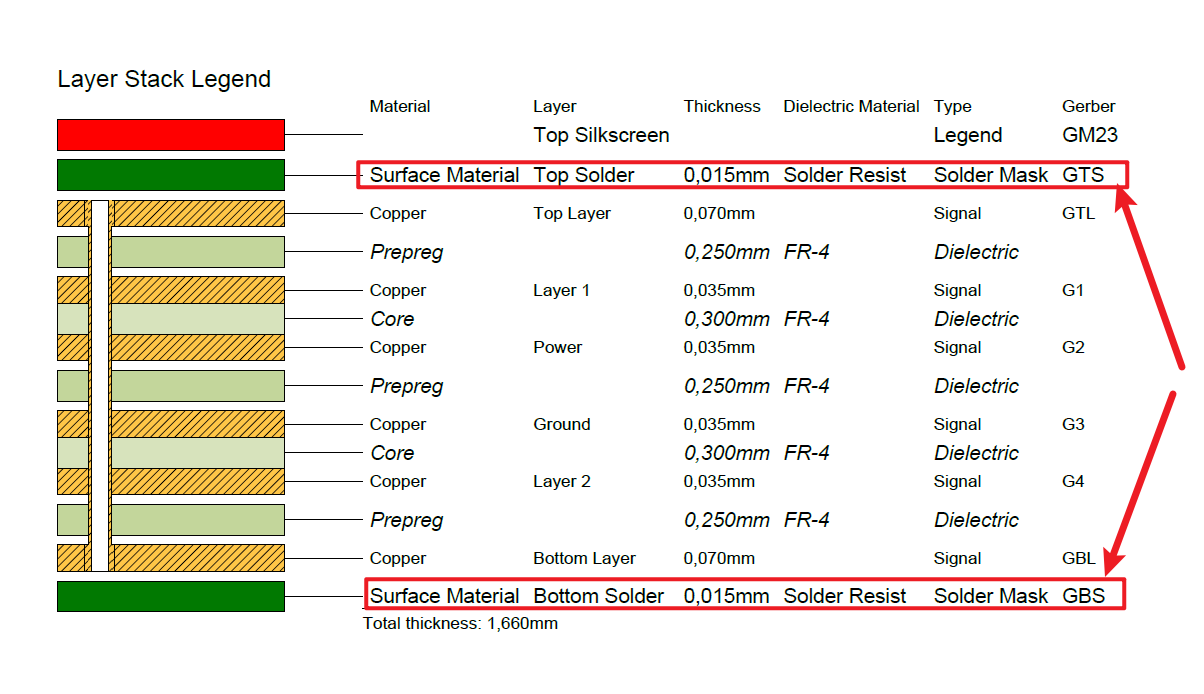 Layer Stack Legend
Material Layer Thickness Dielectric Material Type Gerber
Top Silkscreen Legend GM23
Surface Material Top Solder 0,015mm Solder Resist Solder Mask GTS
Copper Top Layer 0,070mm Signal GTL
Prepreg 0,250mm FR-4 Dielectric
Copper Layer 1 0,035mm Signal G1
Core 0,300mm FR-4 Dielectric
Copper Power 0,035mm Signal G2
Prepreg 0,250mm FR-4 Dielectric
Copper Ground 0,035mm Signal G3
Core 0,300mm FR-4 Dielectric
Copper Layer 2 0,035mm Signal G4
Prepreg 0,250mm FR-4 Dielectric
Copper Bottom Layer 0,070mm Signal GBL
Surface Material Bottom Solder 0,015mm Solder Resist Solder Mask GBS
Total thickness: 1,660mm